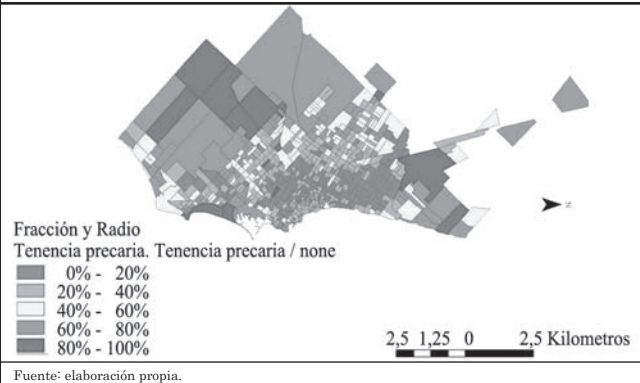 N
Fracción y Radio
Tenencia precaria. Tenencia precaria / none
0% - 20%
20% - 40%
40% - 60%
60% - 80%
80% - 100%
2,5 1,25 0 2,5 Kilometros
Fuente: elaboración propia.